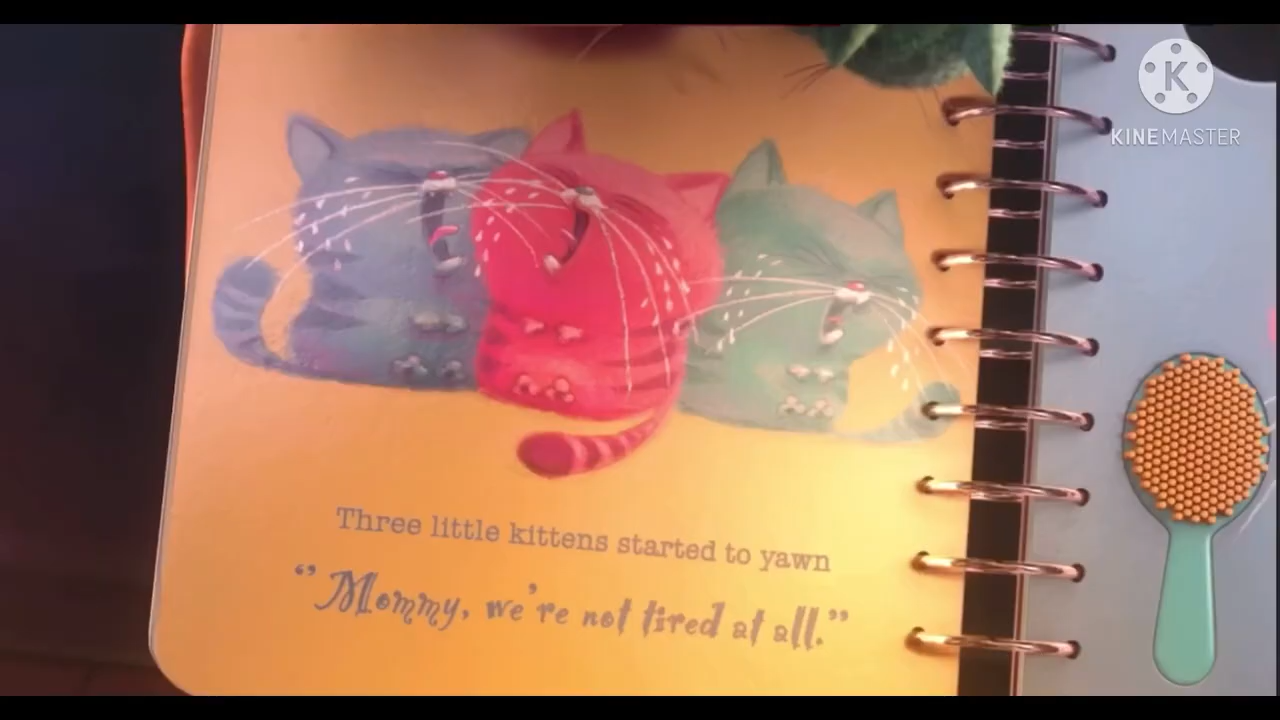 KINEMASTER
Three little kittens started to yawn
“Mommy, we're not tired at all.”